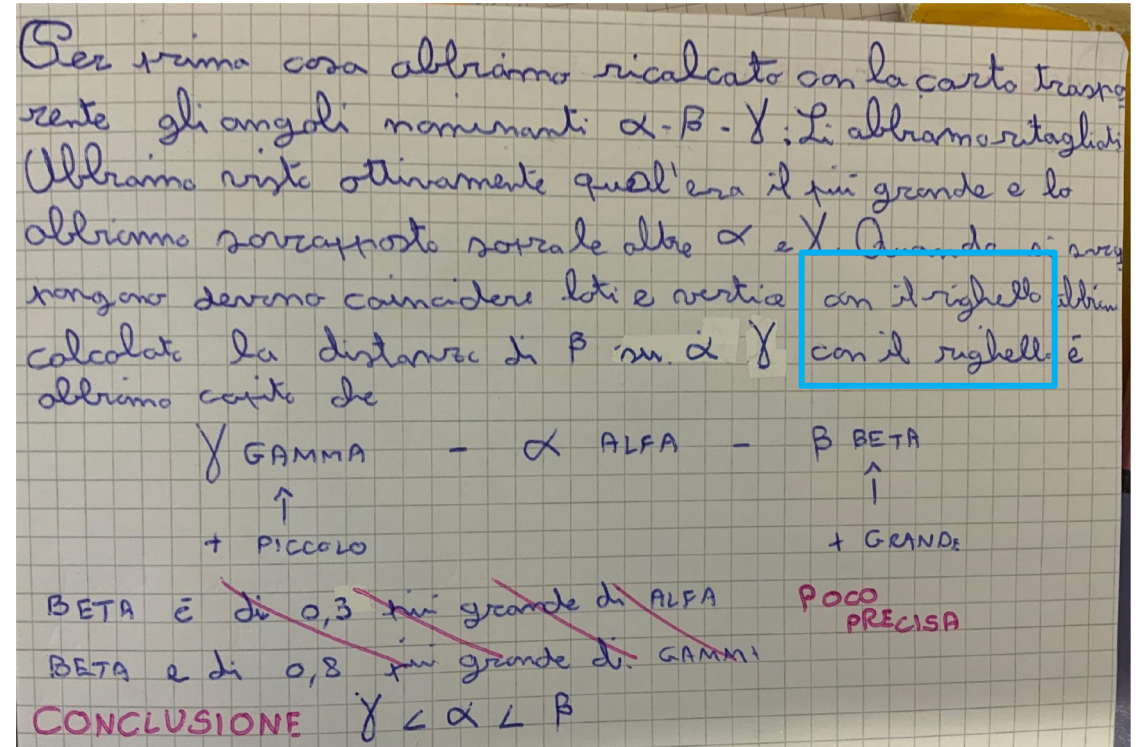 Per prima cosa abbiamo ricalcato con la carta traspa
rente gli angoli nominanti α - β - γ. Li abbiamo ritagliati
Abbiamo visto ottivamente qual'era il più grande e lo
abbiamo sovrapposto sopra le altre α e γ. Quando si sovrap
pongono devono coincidere lati e vertice con il righello abbiam
calcolato la distanza di β su α γ con il righello é
abbiamo capito che
γ GAMMA - α ALFA - β BETA
↑ ↑
+ PICCOLO + GRANDE
BETA É di 0,3 più grande di ALFA POCO
PRECISA
BETA e di 0,8 più grande di GAMMA
CONCLUSIONE γ < α < β